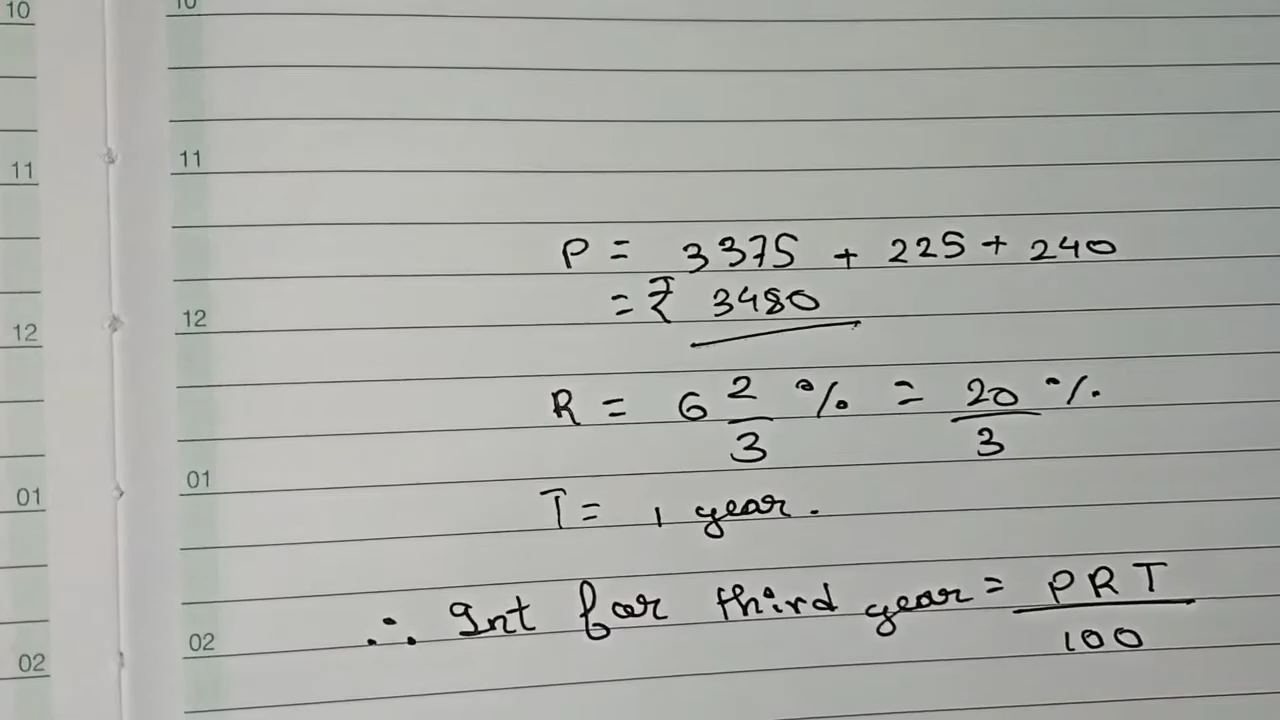 10
10
11
11
P = 3375 + 225 + 240
= ₹ 3480
12
12
R = 6 2/3 % = 20/3 %
01
01
T = 1 year.
∴ Int for third year = PRT/100
02
02